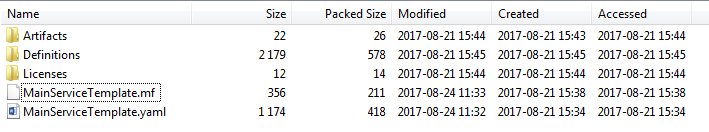 Name Size Packed Size Modified Created Accessed
Artifacts 22 26 2017-08-21 15:44 2017-08-21 15:43 2017-08-21 15:44
Definitions 2 179 578 2017-08-21 15:45 2017-08-21 15:45 2017-08-21 15:45
Licenses 12 14 2017-08-21 15:44 2017-08-21 15:44 2017-08-21 15:44
MainServiceTemplate.mf 356 211 2017-08-24 11:33 2017-08-21 15:38 2017-08-21 15:38
MainServiceTemplate.yaml 1 174 418 2017-08-24 11:32 2017-08-21 15:34 2017-08-21 15:34